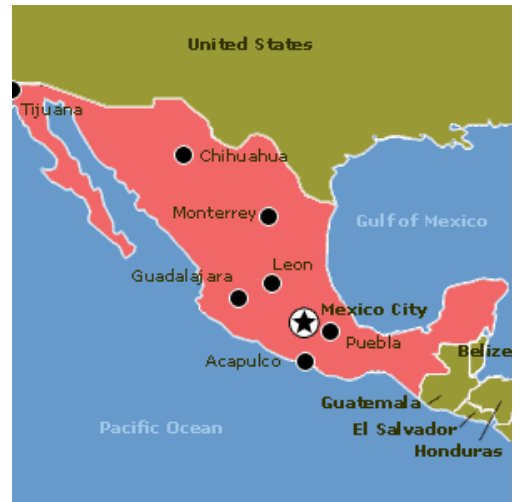 United States
Tijuana
Chihuahua
Monterrey
Gulf of Mexico
Leon
Guadalajara
Mexico City
Puebla
Belize
Acapulco
Guatemala
Pacific Ocean
El Salvador
Honduras